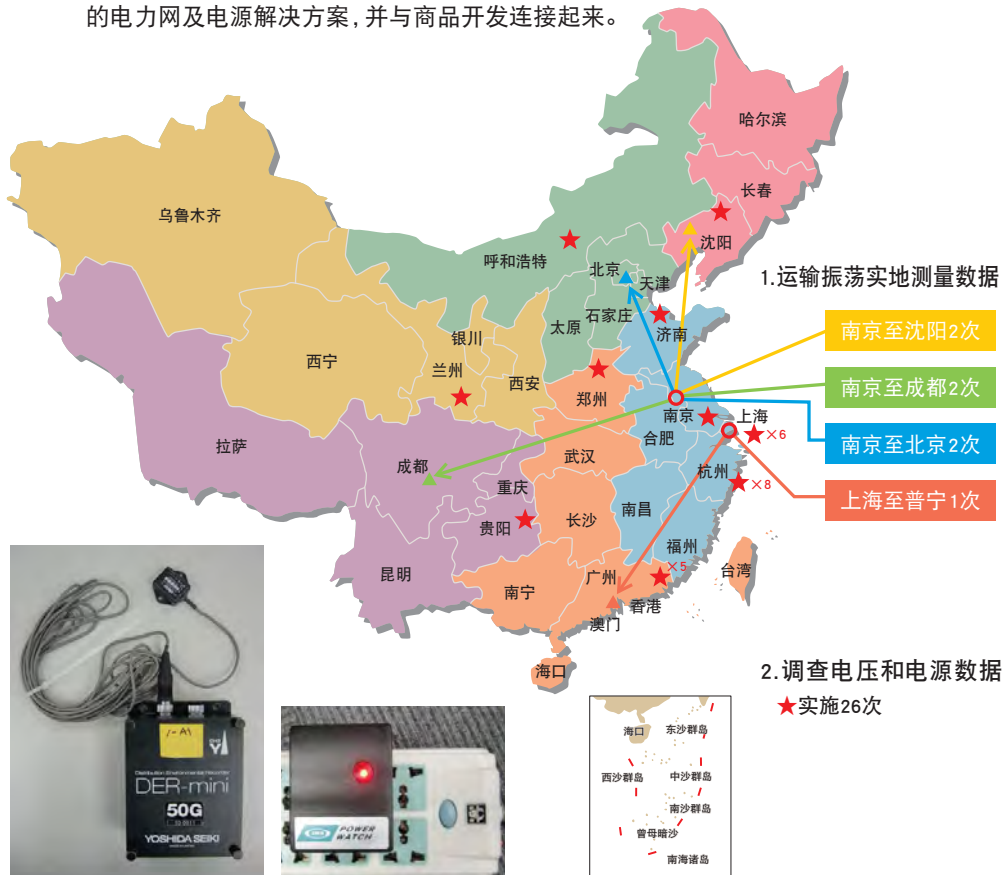 的电力网及电源解决方案,并与商品开发连接起来。
哈尔滨
长春
乌鲁木齐
沈阳
呼和浩特
北京
天津
1.运输振荡实地测量数据
石家庄
太原
济南
银川
南京至沈阳2次
西宁
兰州
西安
南京至成都2次
郑州
南京
上海
×6
合肥
南京至北京2次
拉萨
武汉
成都
杭州
×8
重庆
南昌
上海至普宁1次
长沙
贵阳
福州
×5
昆明
广州
台湾
南宁
香港
澳门
海口
2.调查电压和电源数据
★实施26次
海口
东沙群岛
西沙群岛
中沙群岛
南沙群岛
曾母暗沙
南海诸岛
1-A1
Distribution Environmental Recorder
DER-mini
50G
YOSHIDA SEIKI
POWER
WATCH